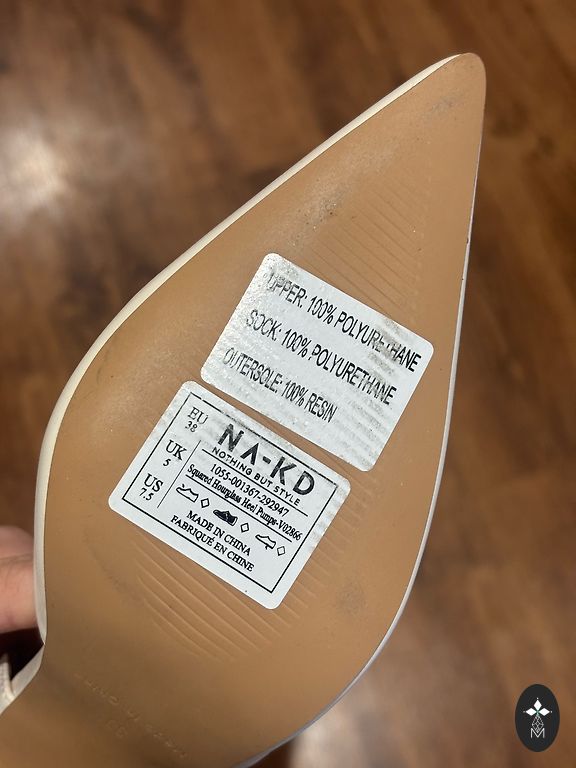 UPPER: 100% POLYURETHANE
SOCK: 100% POLYURETHANE
OUTERSOLE: 100% RESIN
EU
38
UK
5
US
7.5
NA-KD
NOTHING BUT STYLE
1055-001367-292947
Squared Hourglass Heel Pumps-V02866
MADE IN CHINA
FABRIQUÉ EN CHINE
M